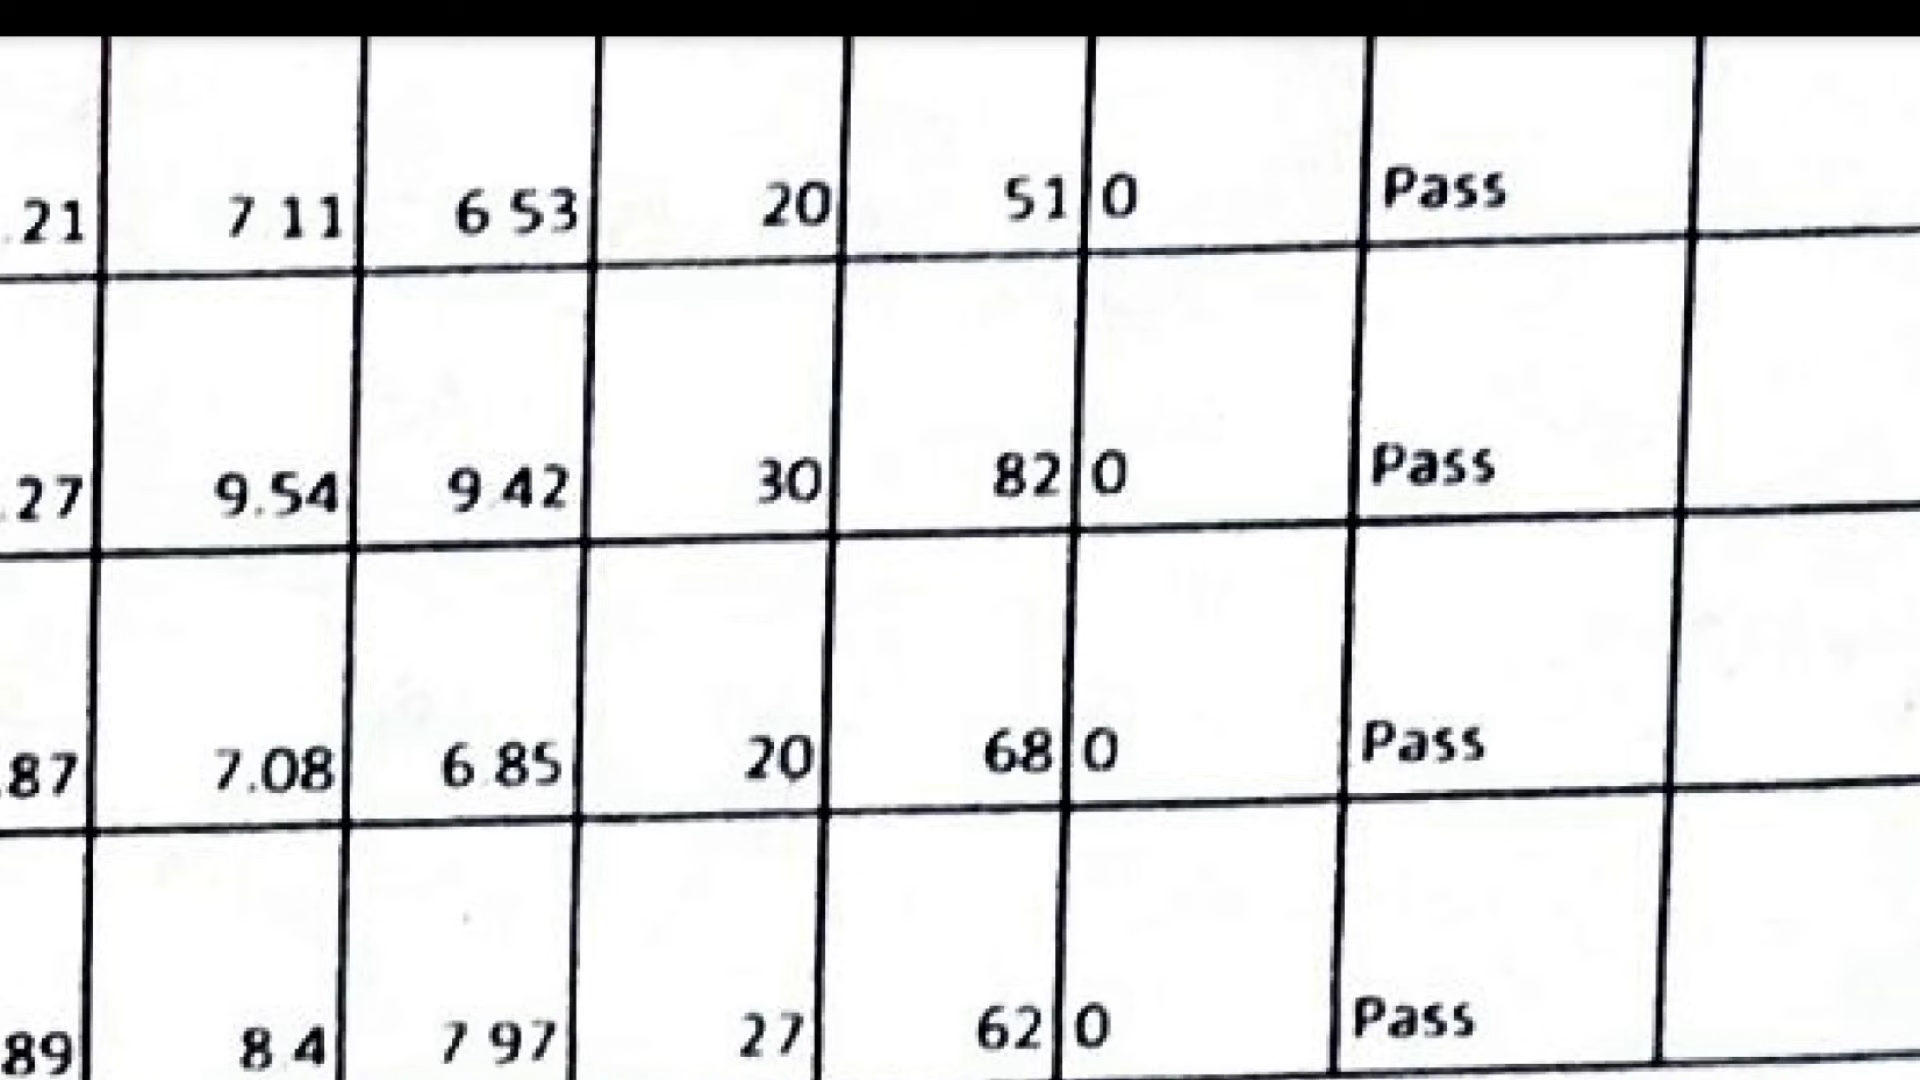 .21 7.11 6.53 20 51 0 Pass
.27 9.54 9.42 30 82 0 Pass
.87 7.08 6.85 20 68 0 Pass
89 8.4 7.97 27 62 0 Pass